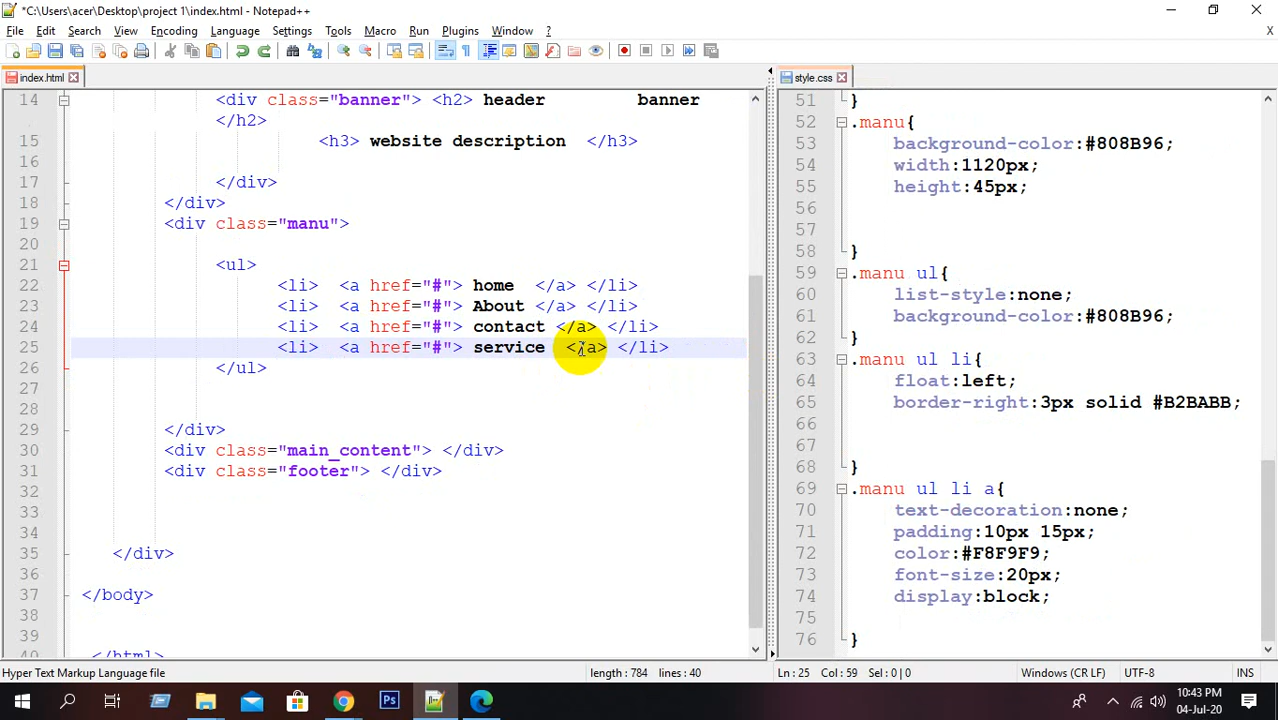 *C:\Users\acer\Desktop\project 1\index.html - Notepad++
File Edit Search View Encoding Language Settings Tools Macro Run Plugins Window ? X
index.html
14 <div class="banner"> <h2> header banner
</h2>
15 <h3> website description </h3>
16
17 </div>
18 </div>
19 <div class="manu">
20
21 <ul>
22 <li> <a href="#"> home </a> </li>
23 <li> <a href="#"> About </a> </li>
24 <li> <a href="#"> contact </a> </li>
25 <li> <a href="#"> service </a> </li>
26 </ul>
27
28
29 </div>
30 <div class="main_content"> </div>
31 <div class="footer"> </div>
32
33
34
35 </div>
36
37 </body>
38
39
40 </html>
style.css
51 }
52 .manu{
53 background-color:#808B96;
54 width:1120px;
55 height:45px;
56
57
58 }
59 .manu ul{
60 list-style:none;
61 background-color:#808B96;
62 }
63 .manu ul li{
64 float:left;
65 border-right:3px solid #B2BABB;
66
67
68 }
69 .manu ul li a{
70 text-decoration:none;
71 padding:10px 15px;
72 color:#F8F9F9;
73 font-size:20px;
74 display:block;
75
76 }
Hyper Text Markup Language file length : 784 lines : 40 Ln : 25 Col : 59 Sel : 0 | 0 Windows (CR LF) UTF-8 INS
Ps 10:43 PM
04-Jul-20